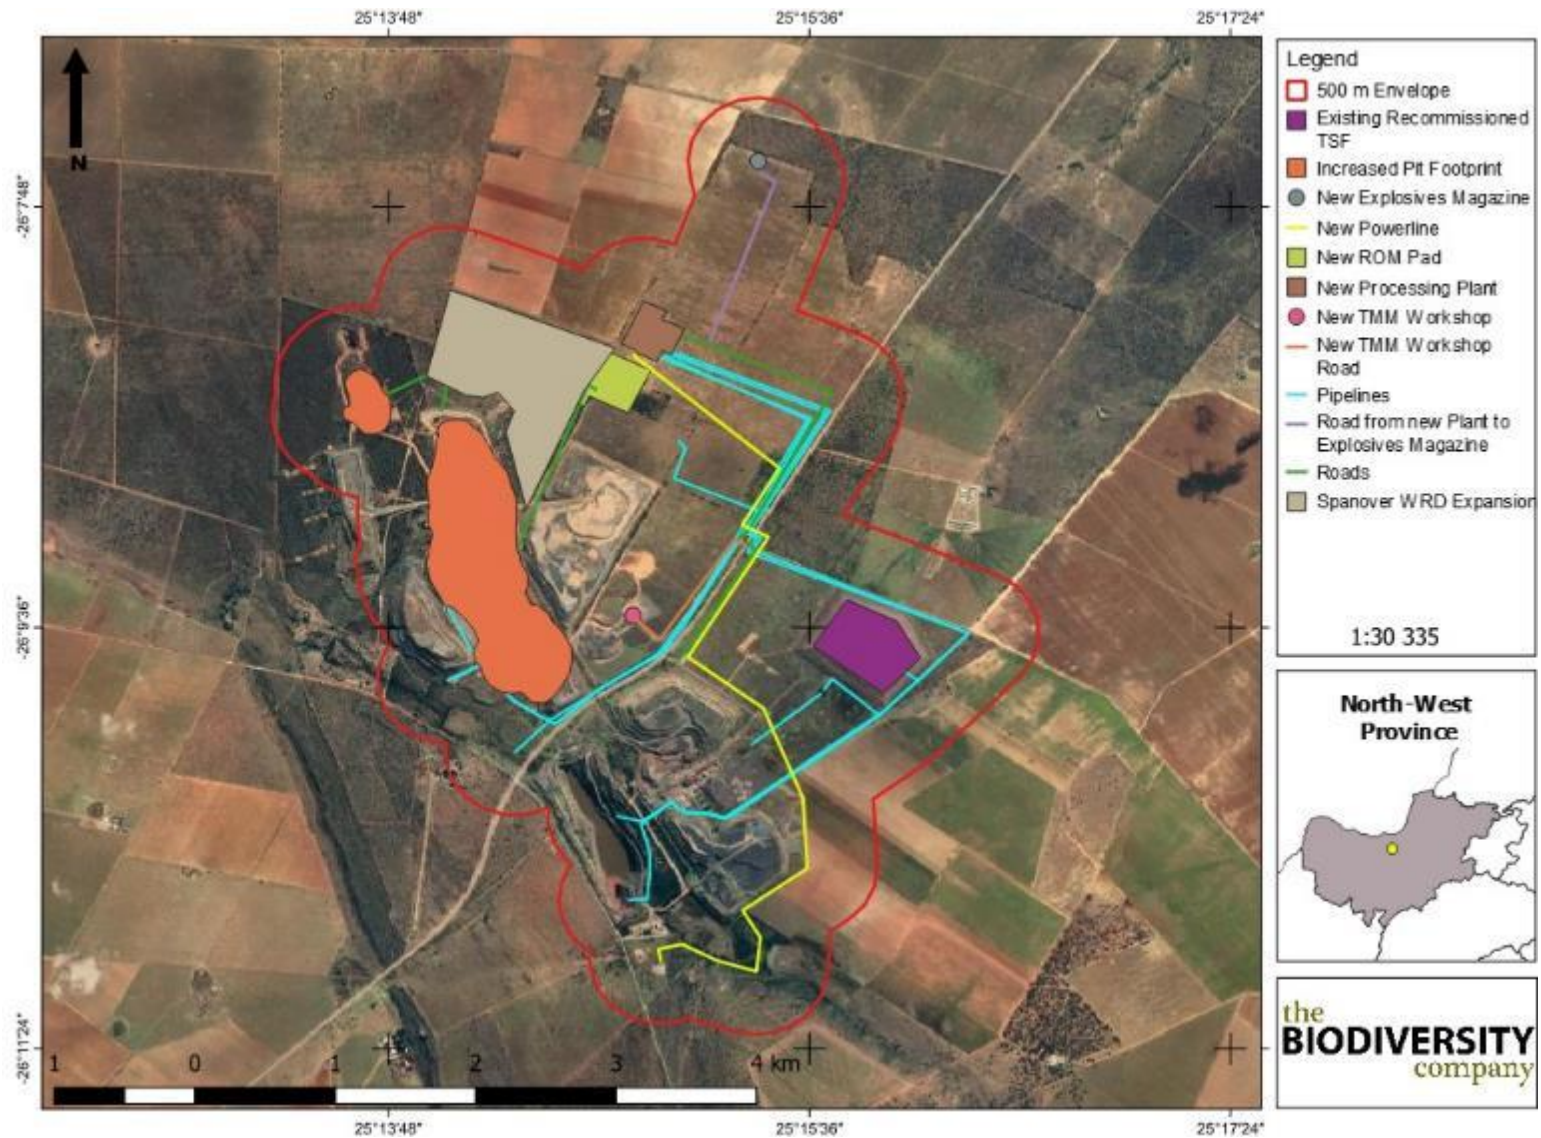 25°13'48"
25°15'36"
25°17'24"
-26°7'48"
-26°9'36"
-26°11'24"
N
Legend
500 m Envelope
Existing Recommissioned
TSF
Increased Pit Footprint
New Explosives Magazine
New Powerline
New ROM Pad
New Processing Plant
New TMM Workshop
New TMM Workshop
Road
Pipelines
Road from new Plant to
Explosives Magazine
Roads
Spanover WRD Expansion
1:30 335
North-West
Province
the
BIODIVERSITY
company
1 0 1 2 3 4 km
25°13'48"
25°15'36"
25°17'24"